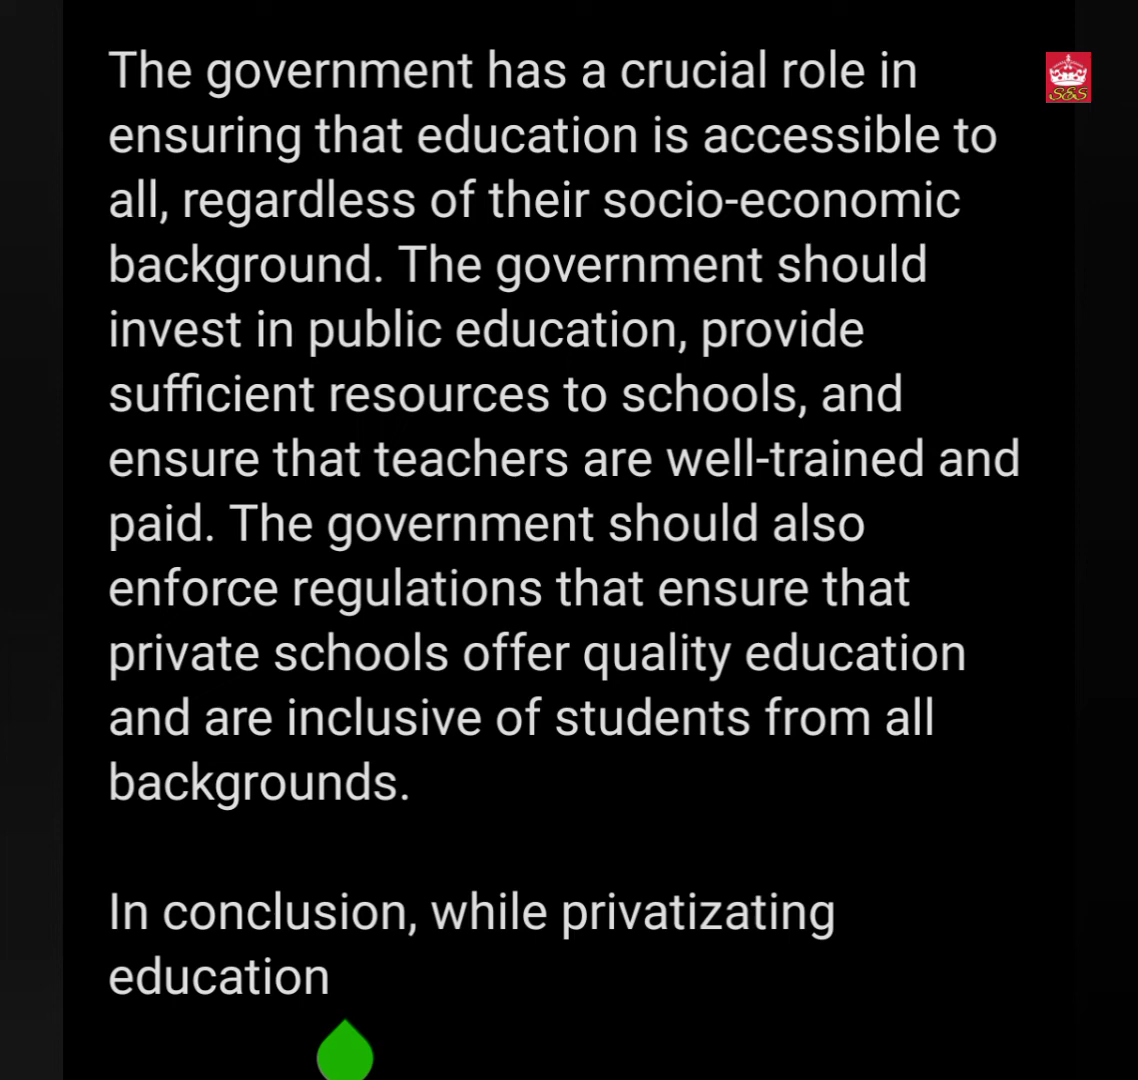 The government has a crucial role in
ensuring that education is accessible to
all, regardless of their socio-economic
background. The government should
invest in public education, provide
sufficient resources to schools, and
ensure that teachers are well-trained and
paid. The government should also
enforce regulations that ensure that
private schools offer quality education
and are inclusive of students from all
backgrounds.
In conclusion, while privatizating
education
S&S